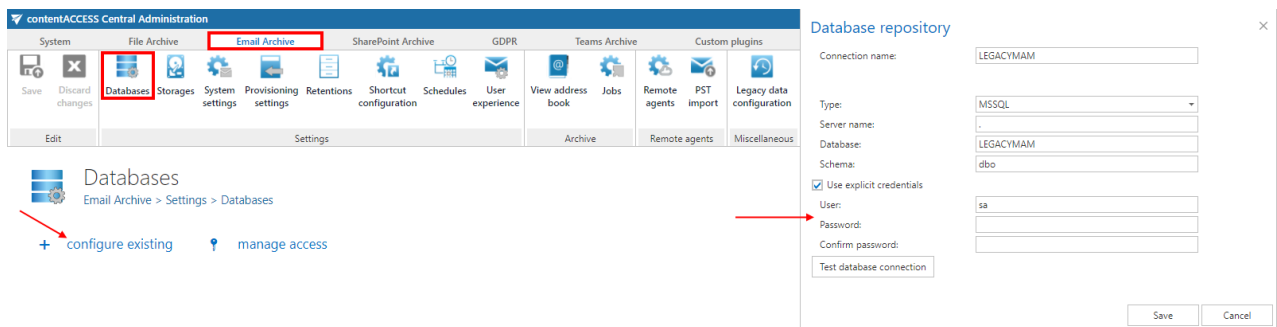 contentACCESS Central Administration
System File Archive Email Archive SharePoint Archive GDPR Teams Archive Custom plugins
Save Discard changes Databases Storages System settings Provisioning settings Retentions Shortcut configuration Schedules User experience View address book Jobs Remote agents PST import Legacy data configuration
Edit Settings Archive Remote agents Miscellaneous
Databases
Email Archive > Settings > Databases
+ configure existing manage access
Database repository
Connection name: LEGACYMAM
Type: MSSQL
Server name: .
Database: LEGACYMAM
Schema: dbo
Use explicit credentials
User: sa
Password:
Confirm password:
Test database connection
Save Cancel